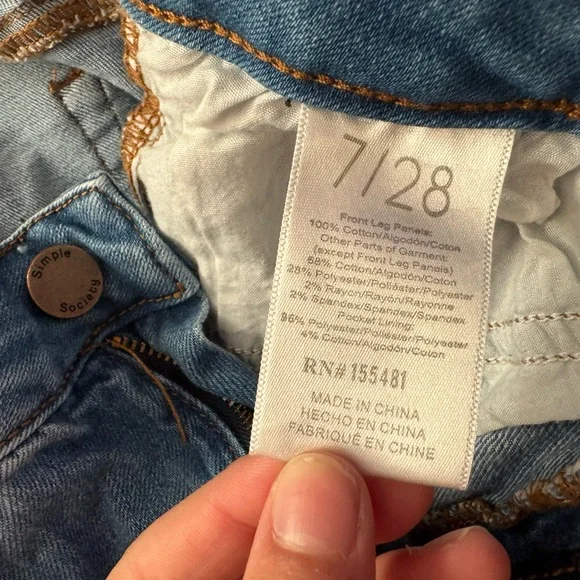 Simple
Society
7/28
Front Leg Panels:
100% Cotton/Algodón/Coton
Other Parts of Garment:
(except Front Leg Panels)
68% Cotton/Algodón/Coton
28% Polyester/Poliéster/Polyester
2% Rayon/Rayón/Rayonne
2% Spandex/Spandex/Spandex
Pocket Lining:
96% Polyester/Poliéster/Polyester
4% Cotton/Algodón/Coton
RN# 155481
MADE IN CHINA
HECHO EN CHINA
FABRIQUÉ EN CHINE